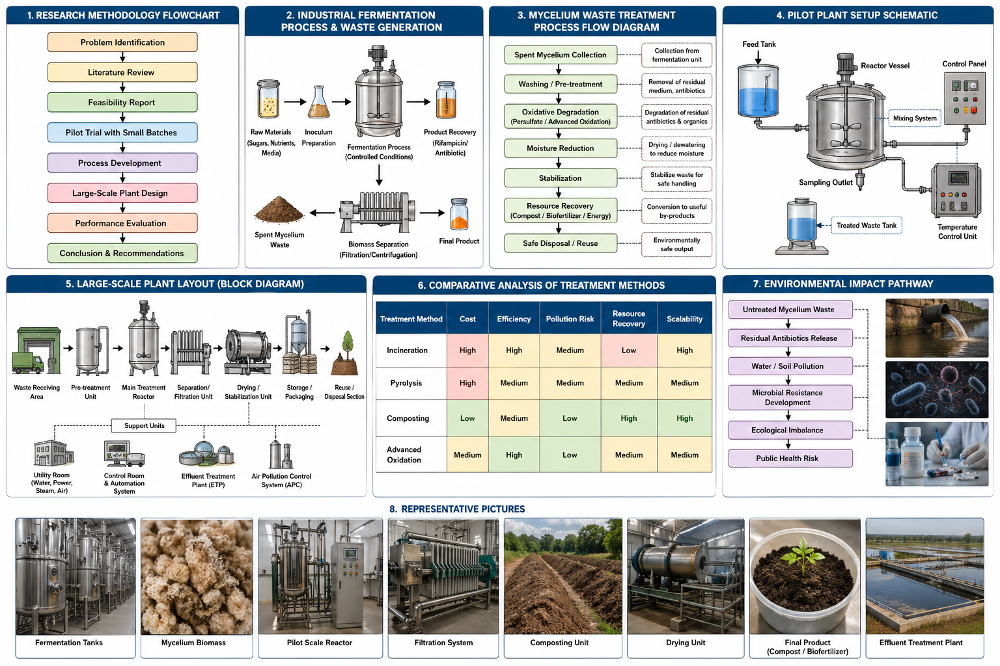 1. RESEARCH METHODOLOGY FLOWCHART
Problem Identification
Literature Review
Feasibility Report
Pilot Trial with Small Batches
Process Development
Large-Scale Plant Design
Performance Evaluation
Conclusion & Recommendations
2. INDUSTRIAL FERMENTATION
PROCESS & WASTE GENERATION
Raw Materials
(Sugars, Nutrients,
Media)
Inoculum
Preparation
Fermentation Process
(Controlled Conditions)
Product Recovery
(Rifampicin/
Antibiotic)
Spent Mycelium
Waste
Biomass Separation
(Filtration/Centrifugation)
Final Product
3. MYCELIUM WASTE TREATMENT
PROCESS FLOW DIAGRAM
Spent Mycelium Collection
Collection from
fermentation unit
Washing / Pre-treatment
Removal of residual
medium, antibiotics
Oxidative Degradation
(Persulfate / Advanced Oxidation)
Degradation of residual
antibiotics & organics
Moisture Reduction
Drying / dewatering
to reduce moisture
Stabilization
Stabilize waste for
safe handling
Resource Recovery
(Compost / Biofertilizer / Energy)
Conversion to useful
by-products
Safe Disposal / Reuse
Environmentally
safe output
4. PILOT PLANT SETUP SCHEMATIC
Feed Tank
Reactor Vessel
Control Panel
Mixing System
Sampling Outlet
Treated Waste Tank
Temperature
Control Unit
5. LARGE-SCALE PLANT LAYOUT (BLOCK DIAGRAM)
Waste Receiving
Area
Pre-treatment
Unit
Main Treatment
Reactor
Separation/
Filtration Unit
Drying /
Stabilization Unit
Storage /
Packaging
Reuse /
Disposal Section
Support Units
Utility Room
(Water, Power,
Steam, Air)
Control Room
& Automation
System
Effluent Treatment
Plant (ETP)
Air Pollution Control
System (APC)
6. COMPARATIVE ANALYSIS OF TREATMENT METHODS
Treatment Method Cost Efficiency Pollution Risk Resource Recovery Scalability
Incineration High High Medium Low High
Pyrolysis High Medium Medium Medium Medium
Composting Low Medium Low High High
Advanced Oxidation Medium High Low Medium Medium
7. ENVIRONMENTAL IMPACT PATHWAY
Untreated Mycelium Waste
Residual Antibiotics Release
Water / Soil Pollution
Microbial Resistance
Development
Ecological Imbalance
Public Health Risk
8. REPRESENTATIVE PICTURES
Fermentation Tanks
Mycelium Biomass
Pilot Scale Reactor
Filtration System
Composting Unit
Drying Unit
Final Product
(Compost / Biofertilizer)
Effluent Treatment Plant